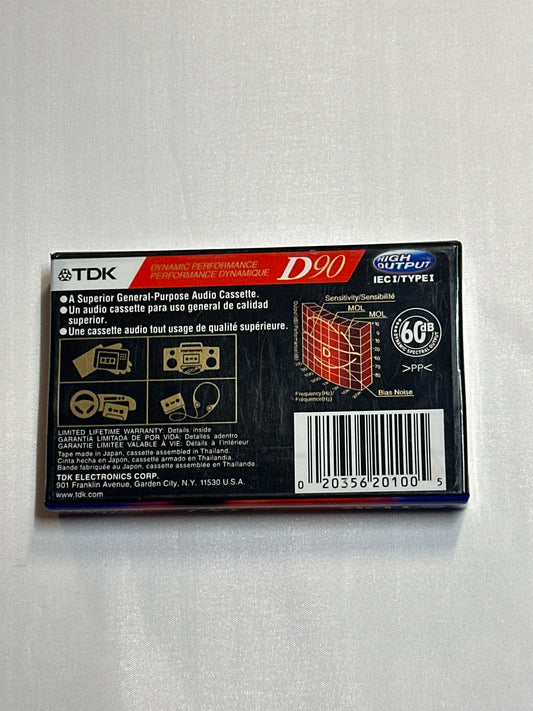 TDK
DYNAMIC PERFORMANCE
PERFORMANCE DYNAMIQUE
D90
HIGH OUTPUT
IEC I/TYPE I
● A Superior General-Purpose Audio Cassette.
● Un audio cassette para uso general de calidad
superior.
● Une cassette audio tout usage de qualité supérieure.
Sensitivity/Sensibilité
MOL
MOL
Frequency(Hz)/
Fréquence(Hz)
Bias Noise
60dB
DYNAMIC SPECTRAL OUTPUT
>PP<
LIMITED LIFETIME WARRANTY: Details inside
GARANTÍA LIMITADA DE POR VIDA: Detalles adentro
GARANTIE LIMITÉE VALABLE À VIE: Détails à l'intérieur
Tape made in Japan, cassette assembled in Thailand.
Cinta hecha en Japón, cassette armado en Thailandia.
Bande fabriquée au Japon, cassette assemblée en Thaïlande.
TDK ELECTRONICS CORP.
901 Franklin Avenue, Garden City, N.Y. 11530 U.S.A.
www.tdk.com
0 20356 20100 5